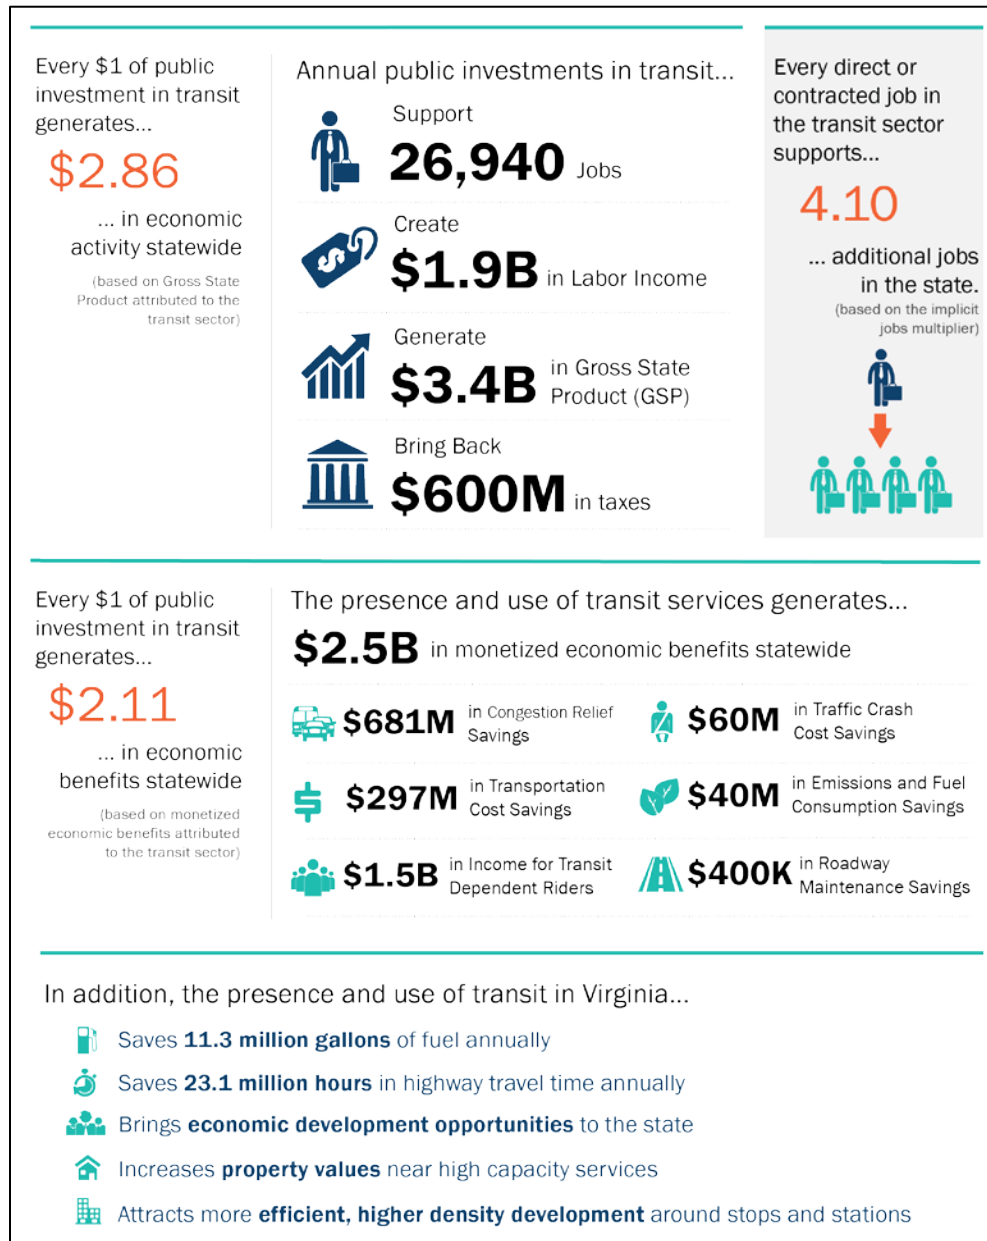 Every $1 of public
investment in transit
generates...
$2.86
... in economic
activity statewide
(based on Gross State
Product attributed to the
transit sector)
Annual public investments in transit...
Support
26,940 Jobs
Create
$1.9B in Labor Income
Generate
$3.4B in Gross State
Product (GSP)
Bring Back
$600M in taxes
Every direct or
contracted job in
the transit sector
supports...
4.10
... additional jobs
in the state.
(based on the implicit
jobs multiplier)
Every $1 of public
investment in transit
generates...
$2.11
... in economic
benefits statewide
(based on monetized
economic benefits attributed
to the transit sector)
The presence and use of transit services generates...
$2.5B in monetized economic benefits statewide
$681M in Congestion Relief
Savings
$60M in Traffic Crash
Cost Savings
$297M in Transportation
Cost Savings
$40M in Emissions and Fuel
Consumption Savings
$1.5B in Income for Transit
Dependent Riders
$400K in Roadway
Maintenance Savings
In addition, the presence and use of transit in Virginia...
Saves 11.3 million gallons of fuel annually
Saves 23.1 million hours in highway travel time annually
Brings economic development opportunities to the state
Increases property values near high capacity services
Attracts more efficient, higher density development around stops and stations